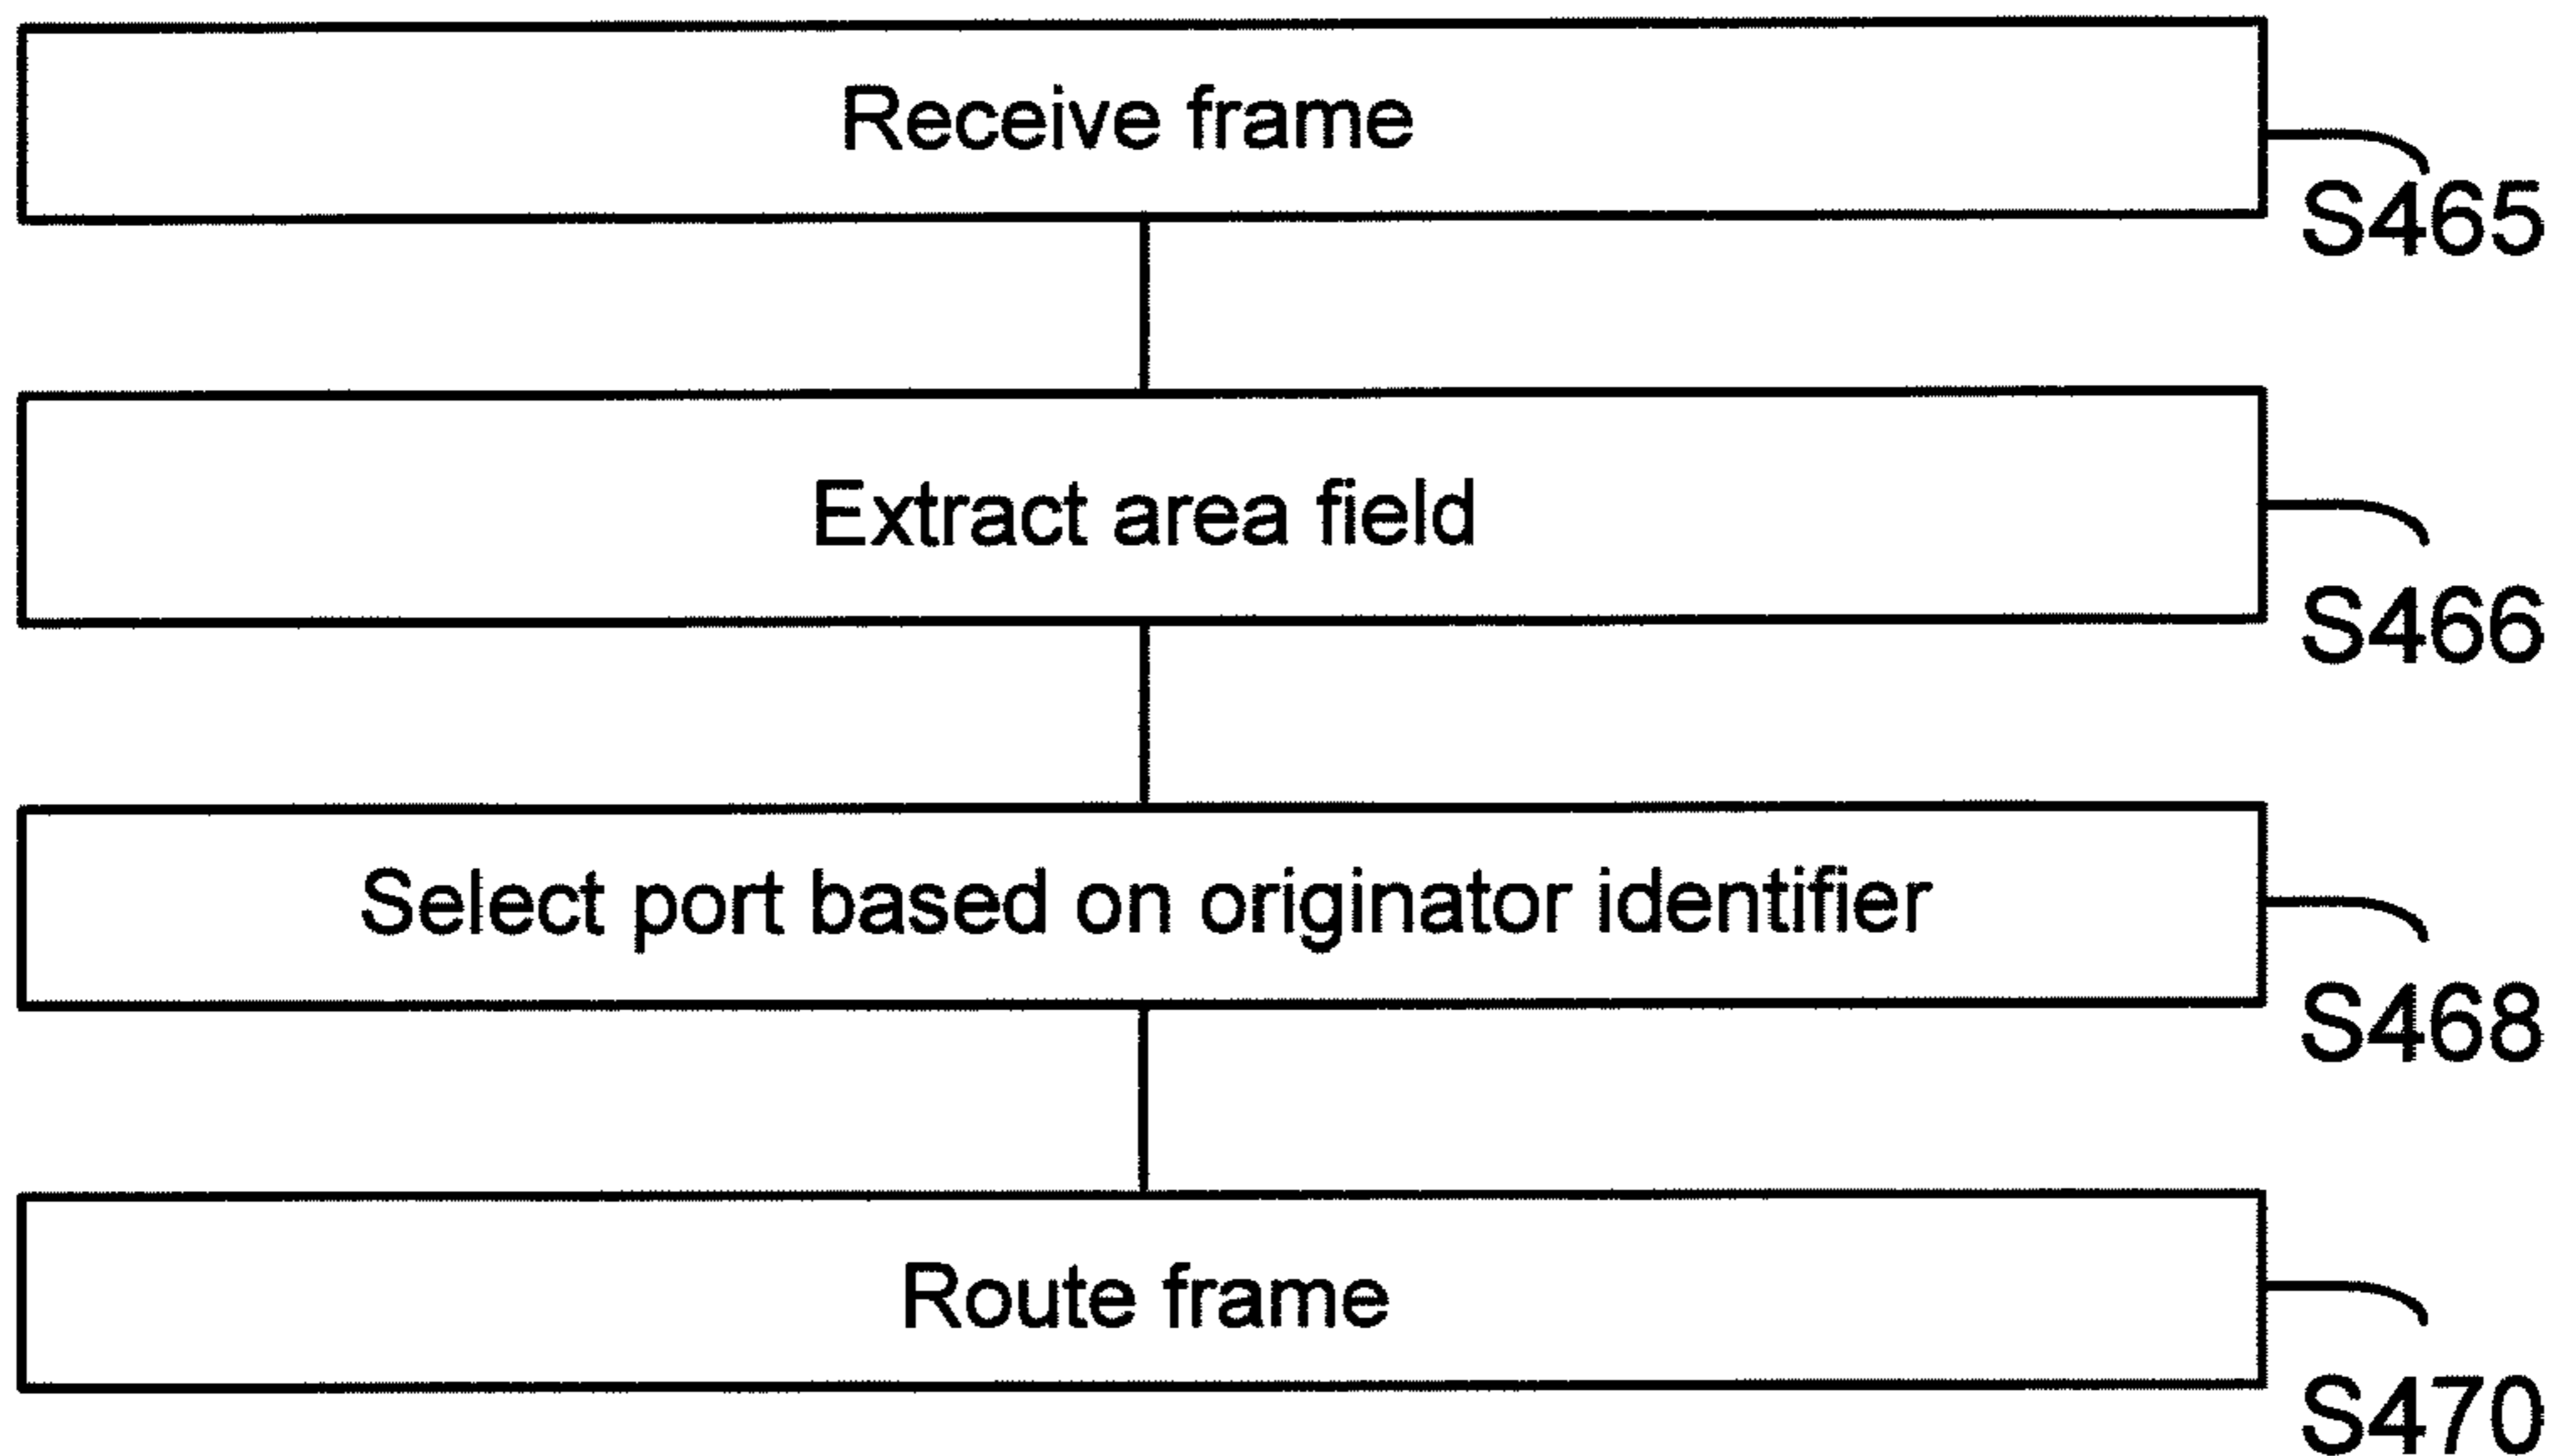 Receive frame
S465
Extract area field
S466
Select port based on originator identifier
S468
Route frame
S470